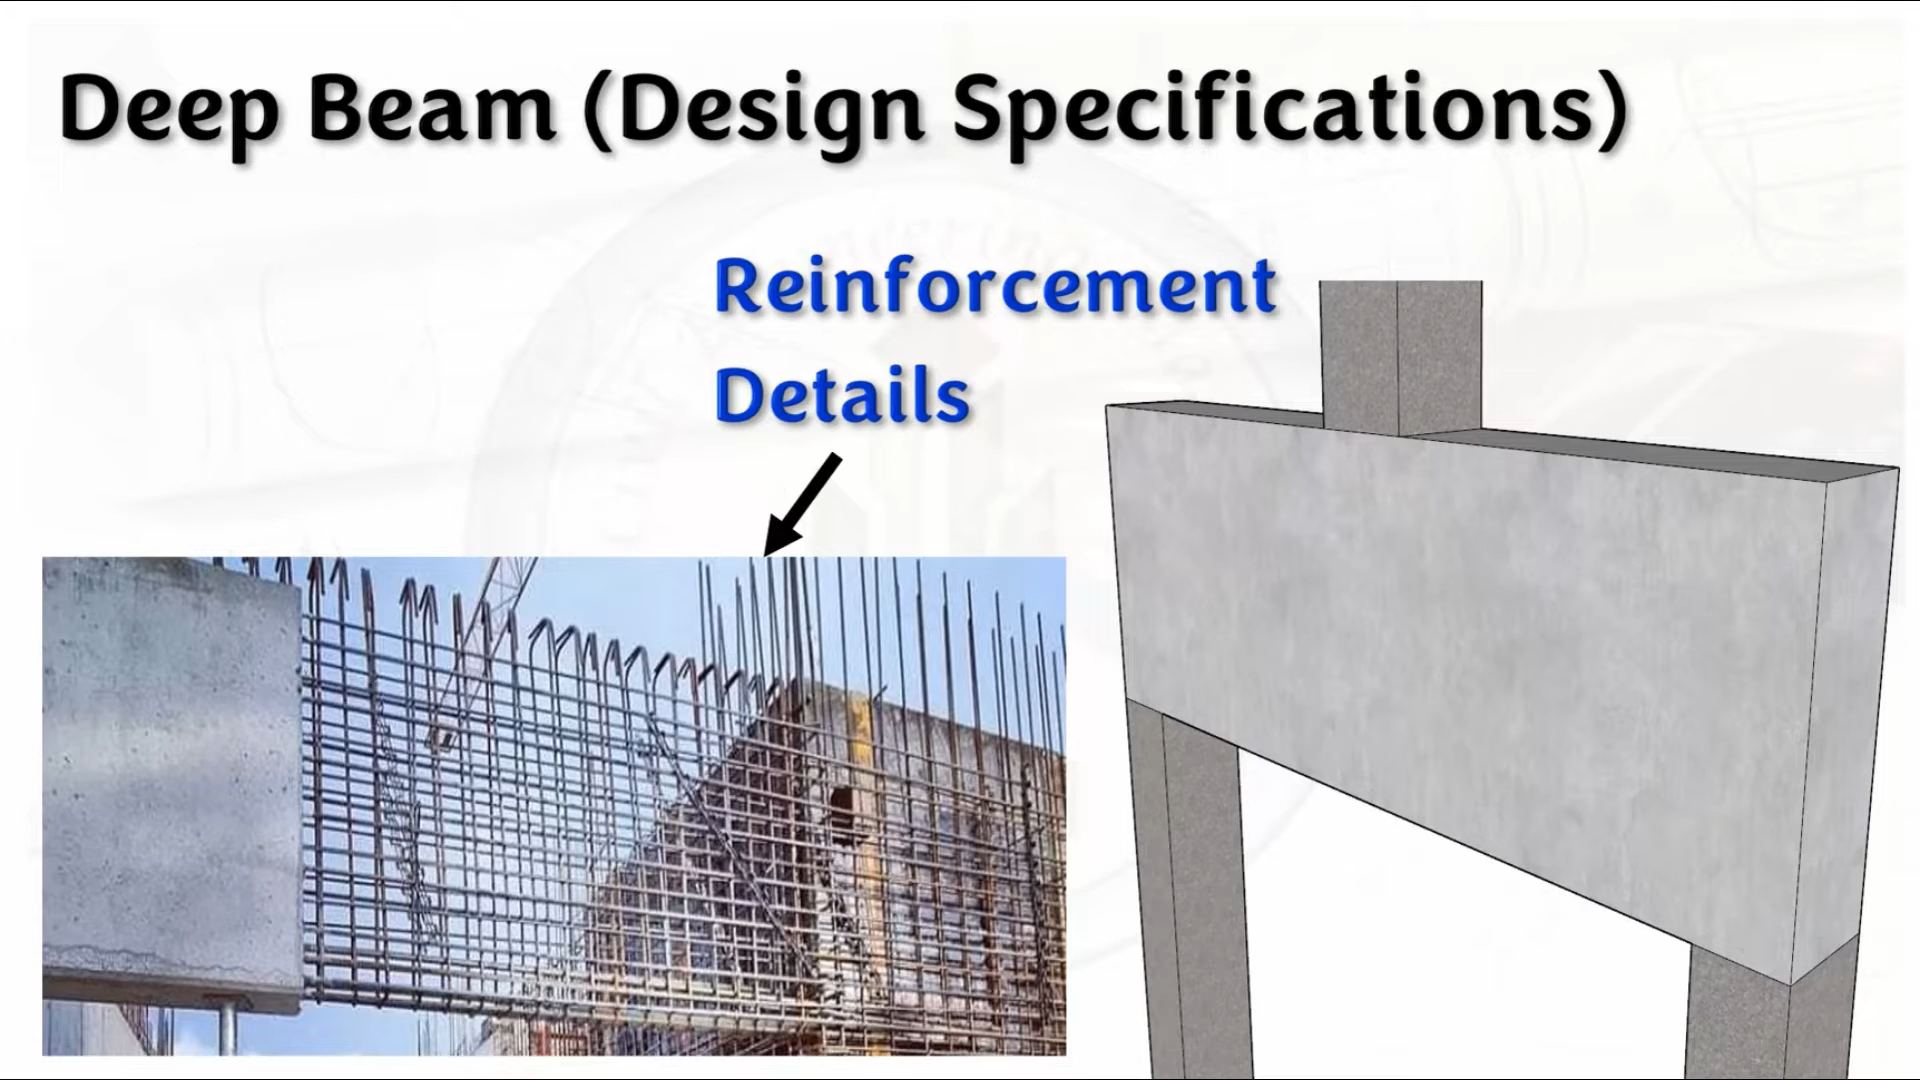 Deep Beam (Design Specifications)
Reinforcement
Details